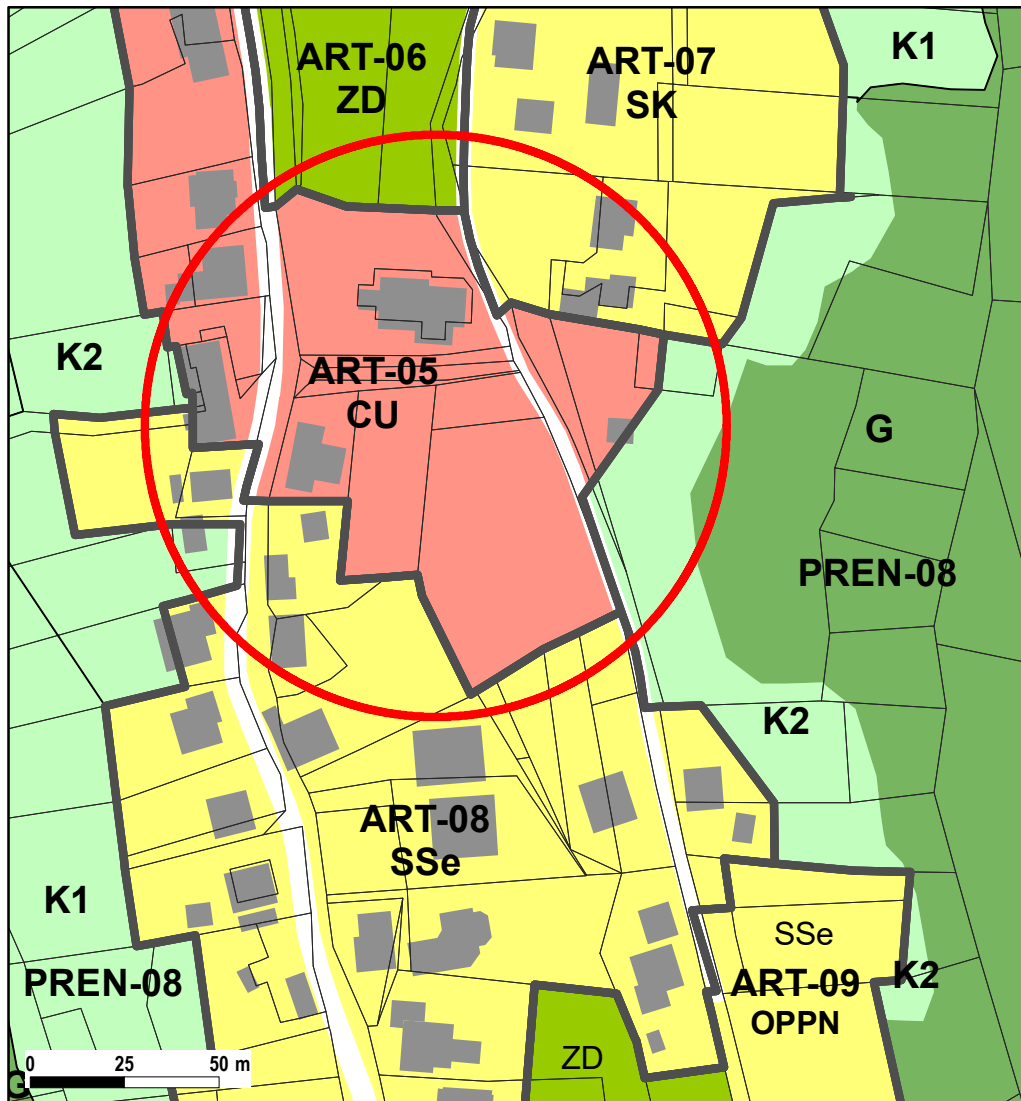 K1
ART-06
ZD
ART-07
SK
K2
ART-05
CU
G
PREN-08
K2
ART-08
SSe
K1
SSe
PREN-08
ART-09
OPPN
K2
0 25 50 m
ZD
G